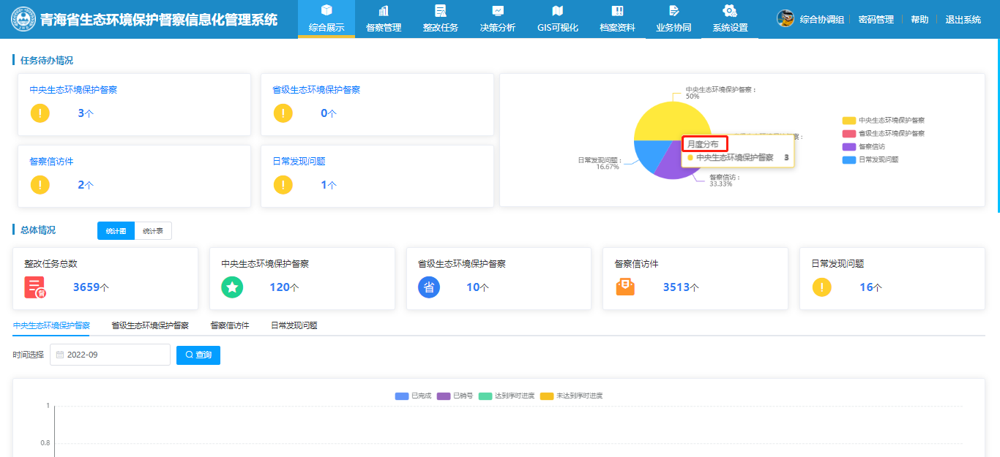 青海省生态环境保护督察信息化管理系统
综合展示
督察管理
整改任务
决策分析
GIS可视化
档案资料
业务协同
系统设置
综合协调组
密码管理
帮助
退出系统
任务待办情况
中央生态环境保护督察
3个
省级生态环境保护督察
0个
督察信访件
2个
日常发现问题
1个
中央生态环境保护督察：
50%
月度分布
中央生态环境保护督察 3
日常发现问题：
16.67%
督察信访：
33.33%
中央生态环境保护督察
省级生态环境保护督察
督察信访
日常发现问题
总体情况
统计图
统计表
整改任务总数
督
3659个
中央生态环境保护督察
120个
省级生态环境保护督察
省
10个
督察信访件
3513个
日常发现问题
16个
中央生态环境保护督察
省级生态环境保护督察
督察信访件
日常发现问题
时间选择
2022-09
查询
已完成
已销号
达到序时进度
未达到序时进度
1
0.8